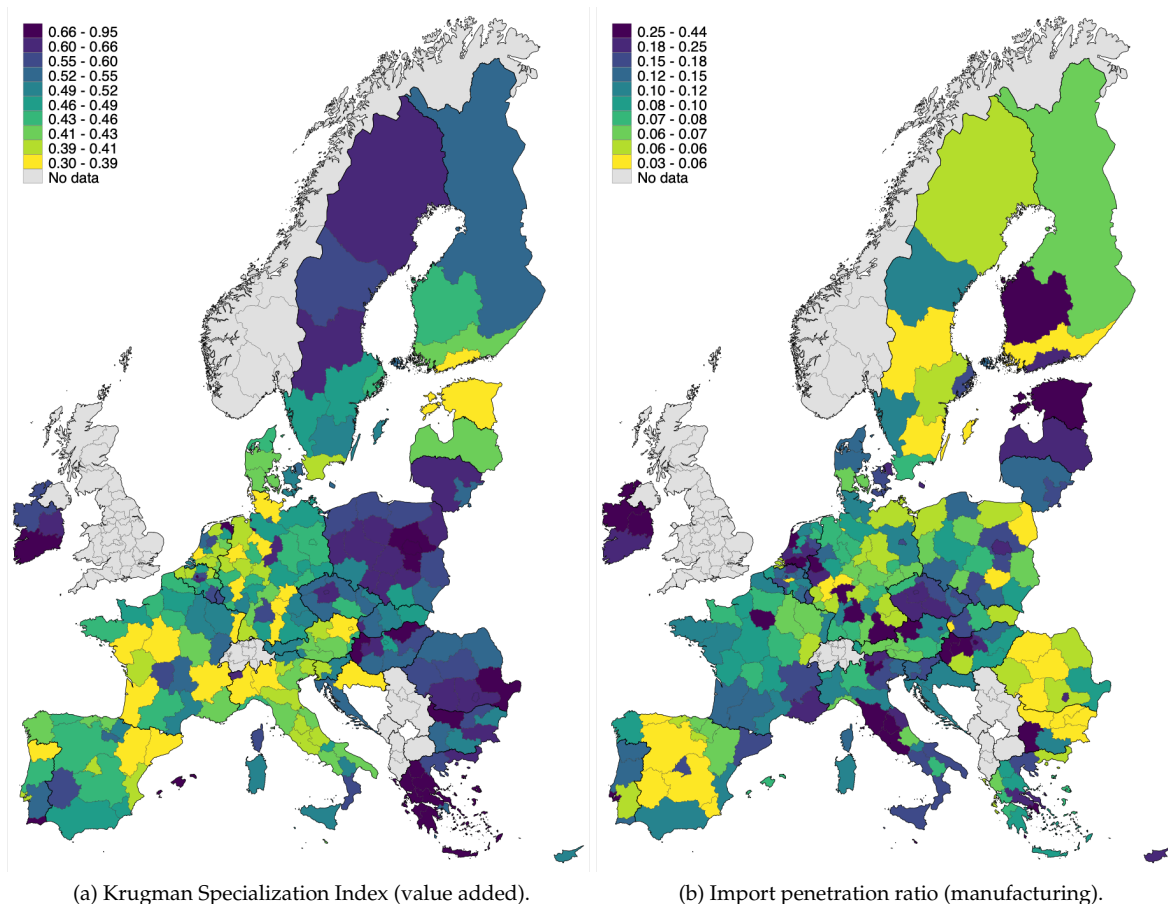 0.66 - 0.95
0.60 - 0.66
0.55 - 0.60
0.52 - 0.55
0.49 - 0.52
0.46 - 0.49
0.43 - 0.46
0.41 - 0.43
0.39 - 0.41
0.30 - 0.39
No data
0.25 - 0.44
0.18 - 0.25
0.15 - 0.18
0.12 - 0.15
0.10 - 0.12
0.08 - 0.10
0.07 - 0.08
0.06 - 0.07
0.06 - 0.06
0.03 - 0.06
No data
(a) Krugman Specialization Index (value added).
(b) Import penetration ratio (manufacturing).